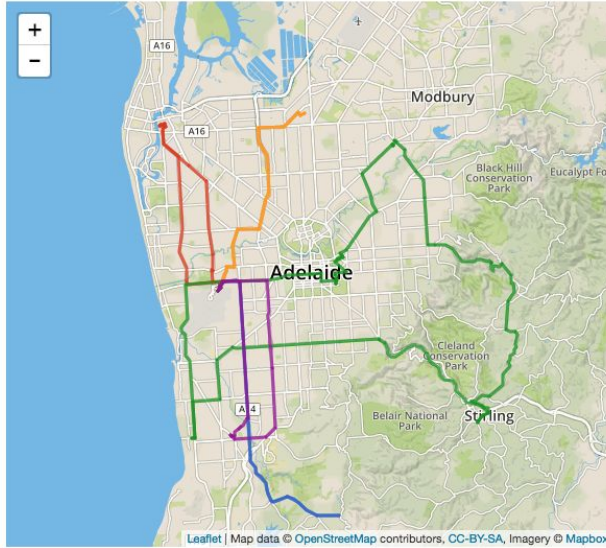 +
−
A16
Modbury
A16
Black Hill
Conservation
Park
Eucalypt Fo
Adelaide
Cleland
Conservation
Park
Belair National
Park
Stirling
Leaflet | Map data © OpenStreetMap contributors, CC-BY-SA, Imagery © Mapbox